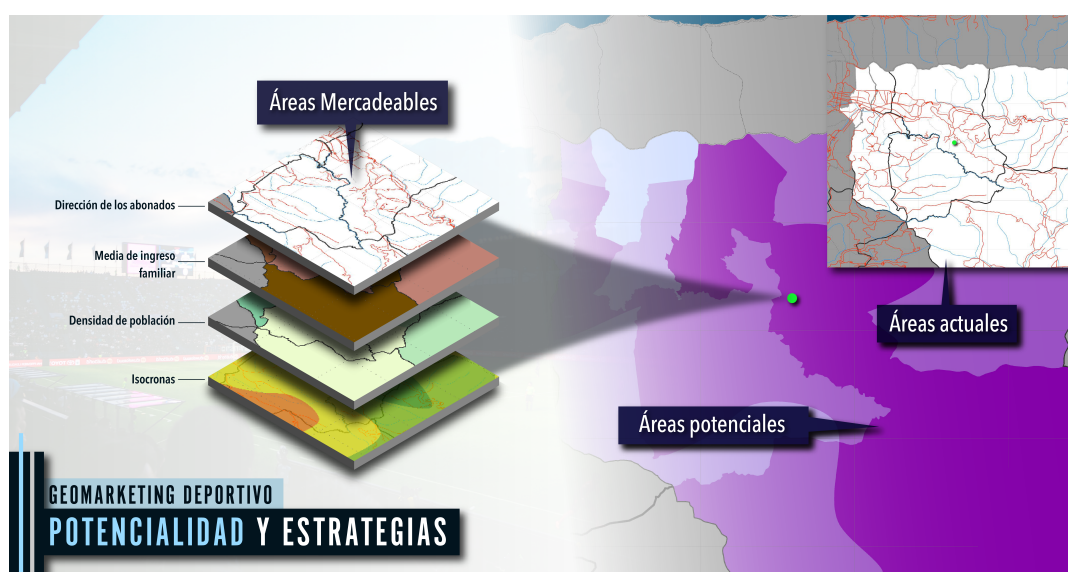 Áreas Mercadeables
Dirección de los abonados
Media de ingreso
familiar
Densidad de población
Isocronas
Áreas actuales
Áreas potenciales
GEOMARKETING DEPORTIVO
POTENCIALIDAD Y ESTRATEGIAS